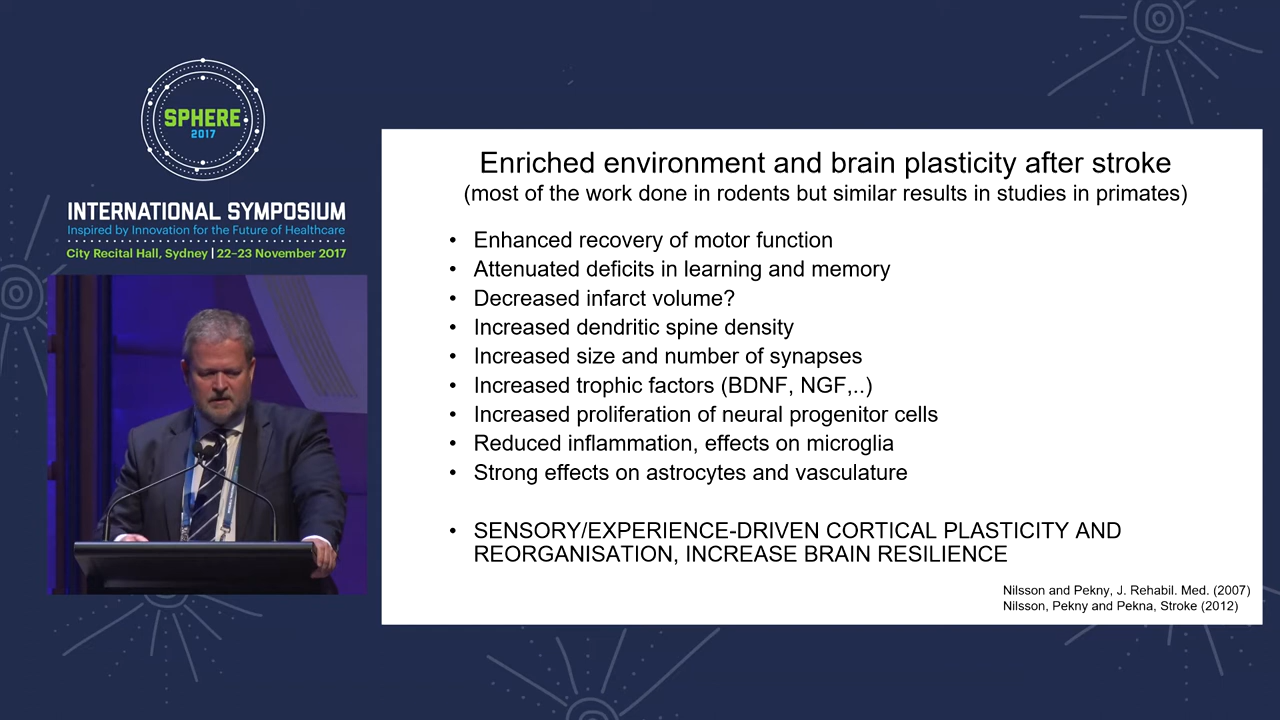 SPHERE
2017
INTERNATIONAL SYMPOSIUM
Inspired by Innovation for the Future of Healthcare
City Recital Hall, Sydney | 22–23 November 2017
Enriched environment and brain plasticity after stroke
(most of the work done in rodents but similar results in studies in primates)
• Enhanced recovery of motor function
• Attenuated deficits in learning and memory
• Decreased infarct volume?
• Increased dendritic spine density
• Increased size and number of synapses
• Increased trophic factors (BDNF, NGF,..)
• Increased proliferation of neural progenitor cells
• Reduced inflammation, effects on microglia
• Strong effects on astrocytes and vasculature
• SENSORY/EXPERIENCE-DRIVEN CORTICAL PLASTICITY AND
REORGANISATION, INCREASE BRAIN RESILIENCE
Nilsson and Pekny, J. Rehabil. Med. (2007)
Nilsson, Pekny and Pekna, Stroke (2012)